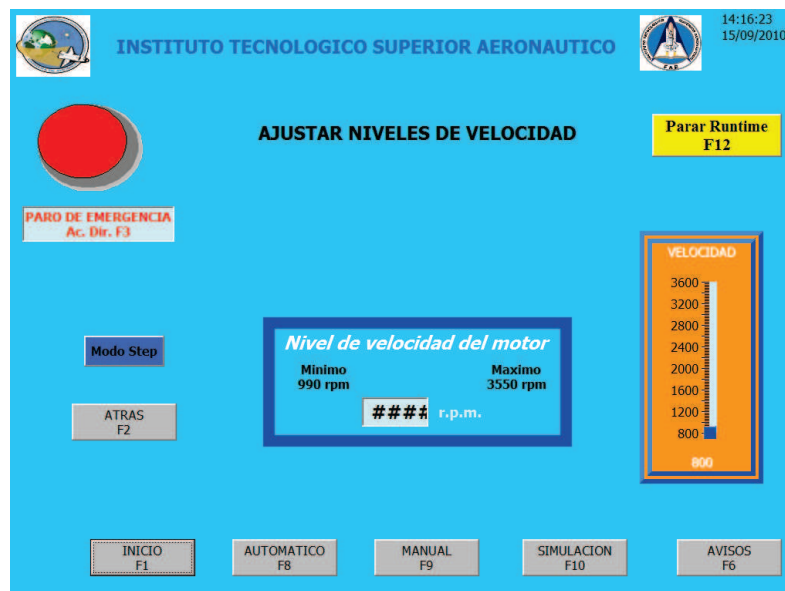 14:16:23
15/09/2010
INSTITUTO TECNOLOGICO SUPERIOR AERONAUTICO
AJUSTAR NIVELES DE VELOCIDAD
Parar Runtime
F12
PARO DE EMERGENCIA
Ac. Dir. F3
VELOCIDAD
3600
3200
2800
2400
2000
1600
1200
800
800
Modo Step
Nivel de velocidad del motor
Minimo
990 rpm
Maximo
3550 rpm
#### r.p.m.
ATRAS
F2
INICIO
F1
AUTOMATICO
F8
MANUAL
F9
SIMULACION
F10
AVISOS
F6